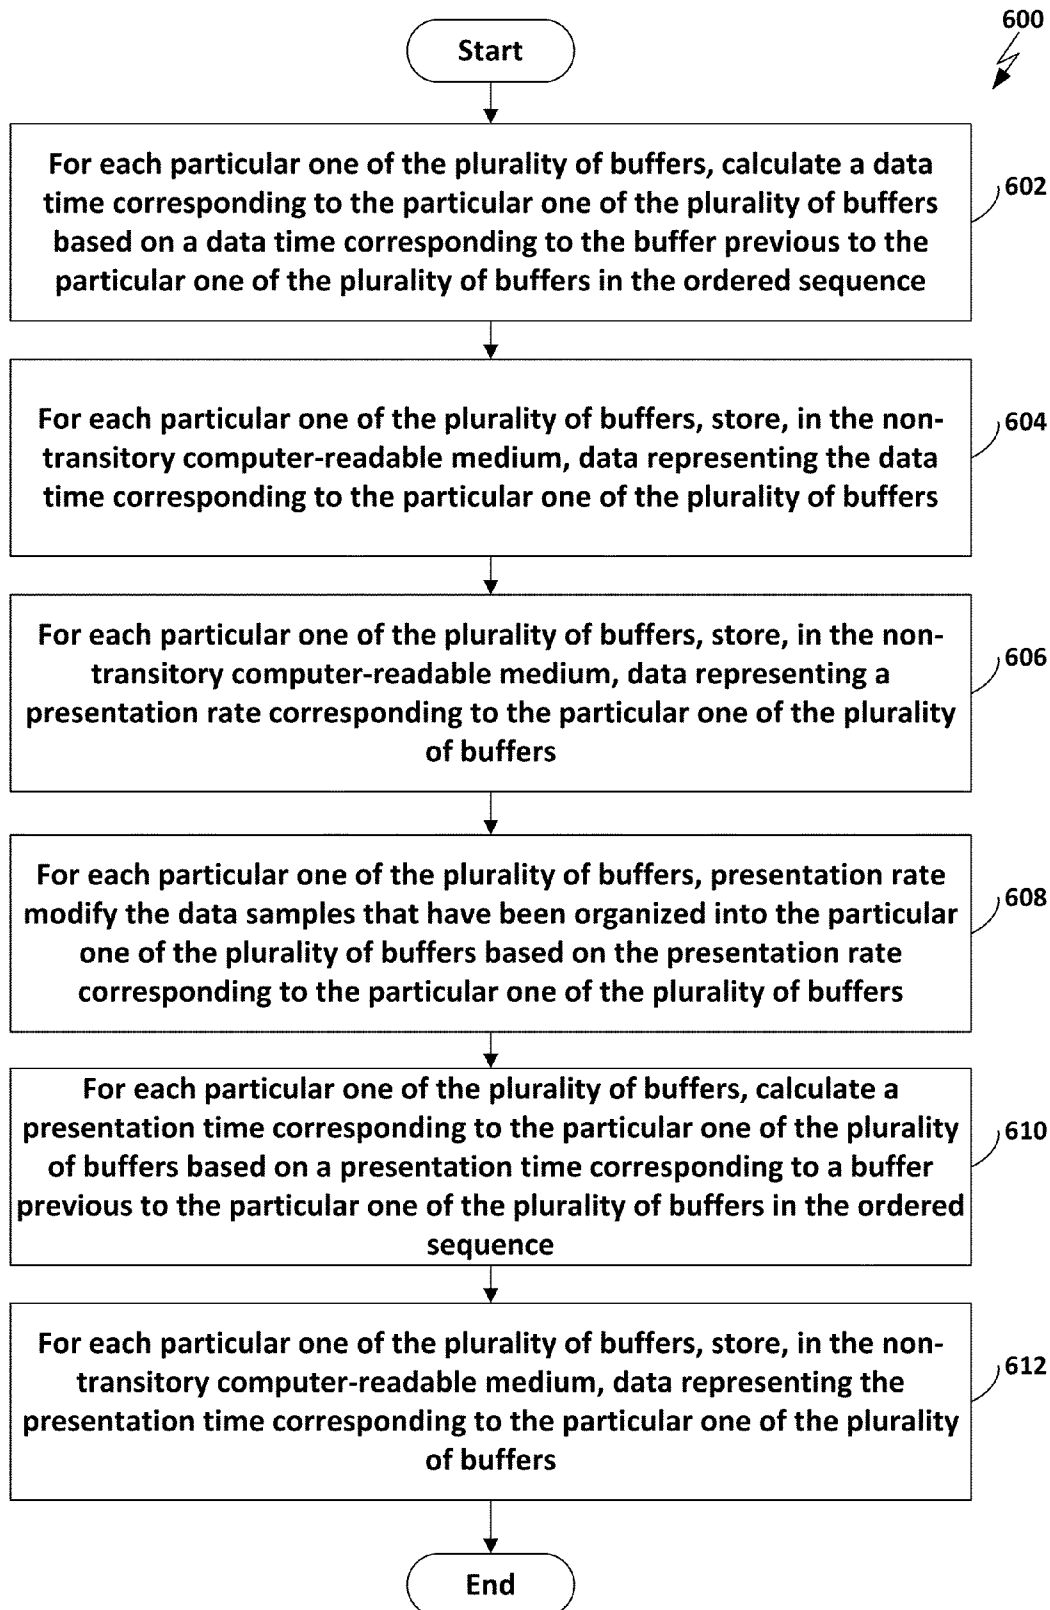 600
Start
For each particular one of the plurality of buffers, calculate a data
time corresponding to the particular one of the plurality of buffers
based on a data time corresponding to the buffer previous to the
particular one of the plurality of buffers in the ordered sequence
602
For each particular one of the plurality of buffers, store, in the non-
transitory computer-readable medium, data representing the data
time corresponding to the particular one of the plurality of buffers
604
For each particular one of the plurality of buffers, store, in the non-
transitory computer-readable medium, data representing a
presentation rate corresponding to the particular one of the plurality
of buffers
606
For each particular one of the plurality of buffers, presentation rate
modify the data samples that have been organized into the particular
one of the plurality of buffers based on the presentation rate
corresponding to the particular one of the plurality of buffers
608
For each particular one of the plurality of buffers, calculate a
presentation time corresponding to the particular one of the plurality
of buffers based on a presentation time corresponding to a buffer
previous to the particular one of the plurality of buffers in the ordered
sequence
610
For each particular one of the plurality of buffers, store, in the non-
transitory computer-readable medium, data representing the
presentation time corresponding to the particular one of the plurality
of buffers
612
End